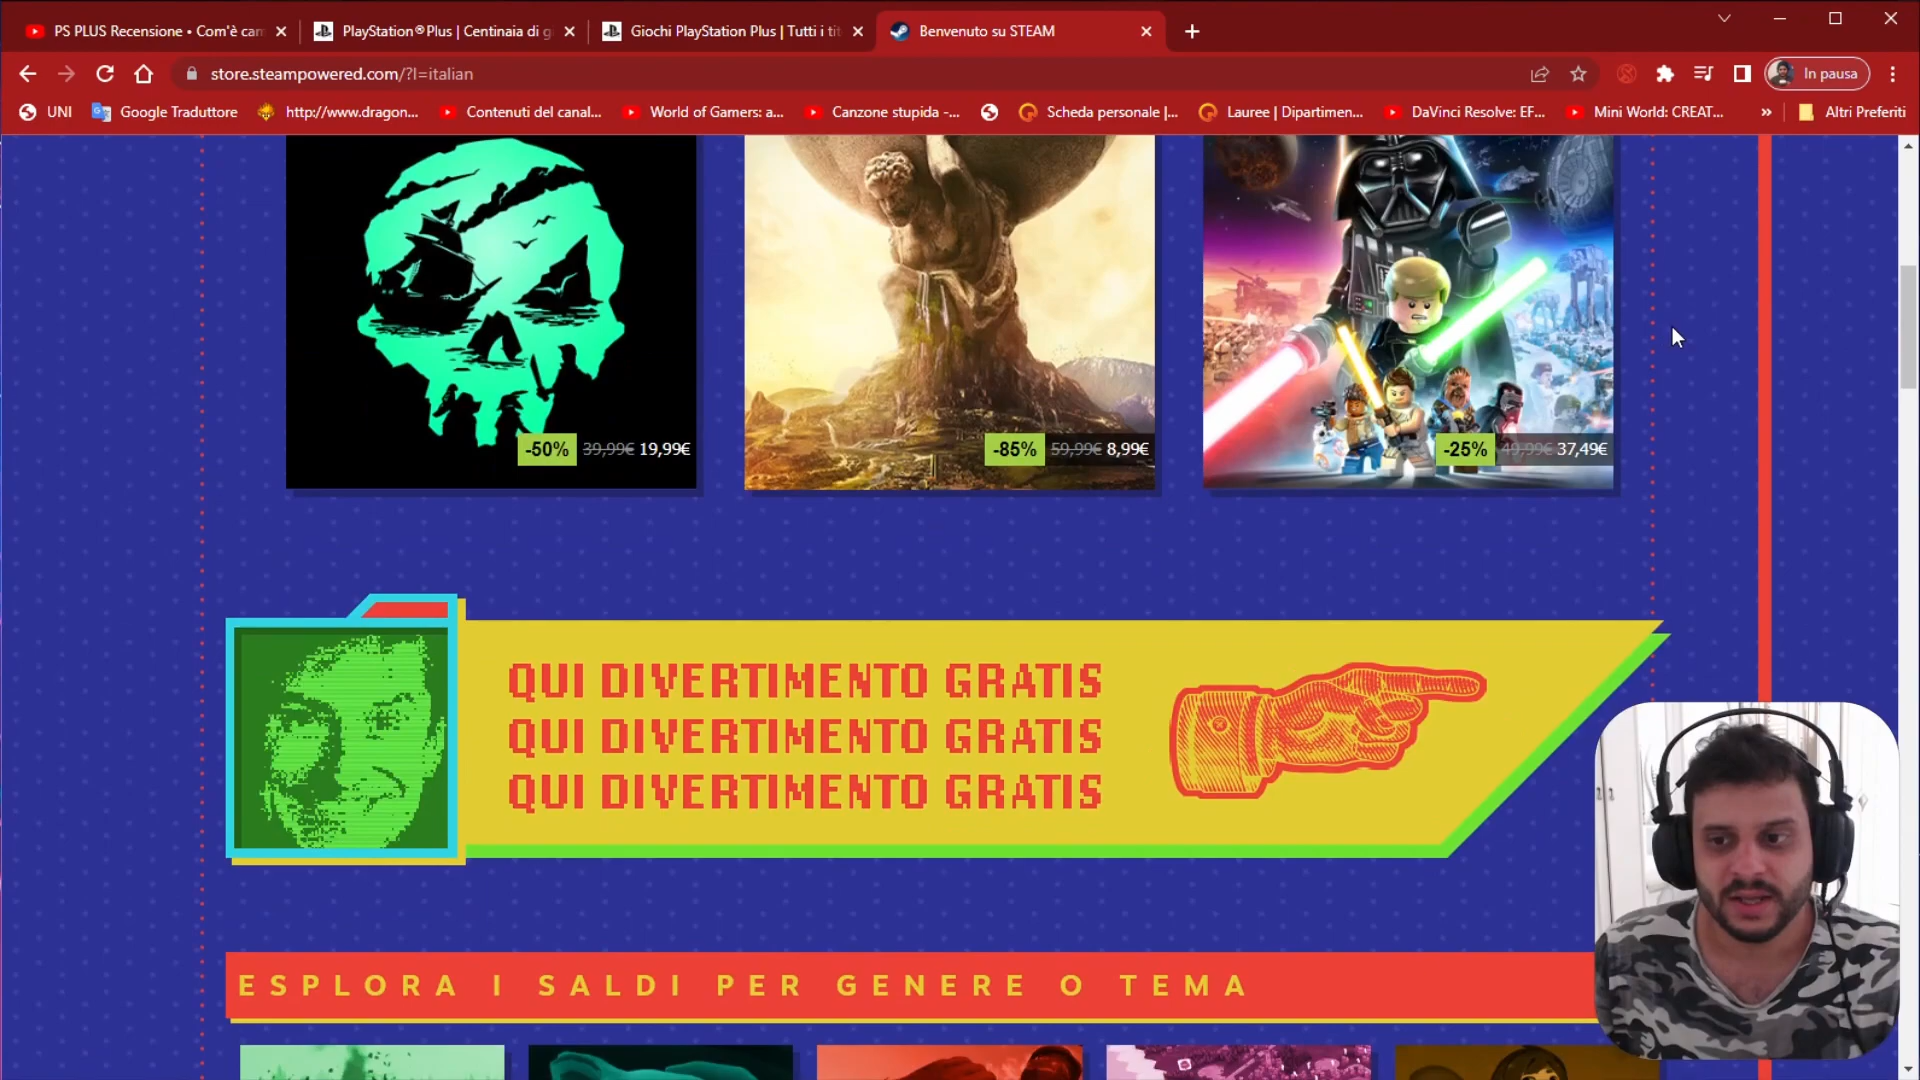 PS PLUS Recensione • Com'è can
PlayStation®Plus | Centinaia di g
Giochi PlayStation Plus | Tutti i tit
Benvenuto su STEAM
store.steampowered.com/?l=italian
In pausa
UNI
Google Traduttore
http://www.dragon...
Contenuti del canal...
World of Gamers: a...
Canzone stupida -...
Scheda personale |...
Lauree | Dipartimen...
DaVinci Resolve: EF...
Mini World: CREAT...
»
Altri Preferiti
-50% 39,99€ 19,99€
-85% 59,99€ 8,99€
-25% 49,99€ 37,49€
QUI DIVERTIMENTO GRATIS
QUI DIVERTIMENTO GRATIS
QUI DIVERTIMENTO GRATIS
ESPLORA I SALDI PER GENERE O TEMA